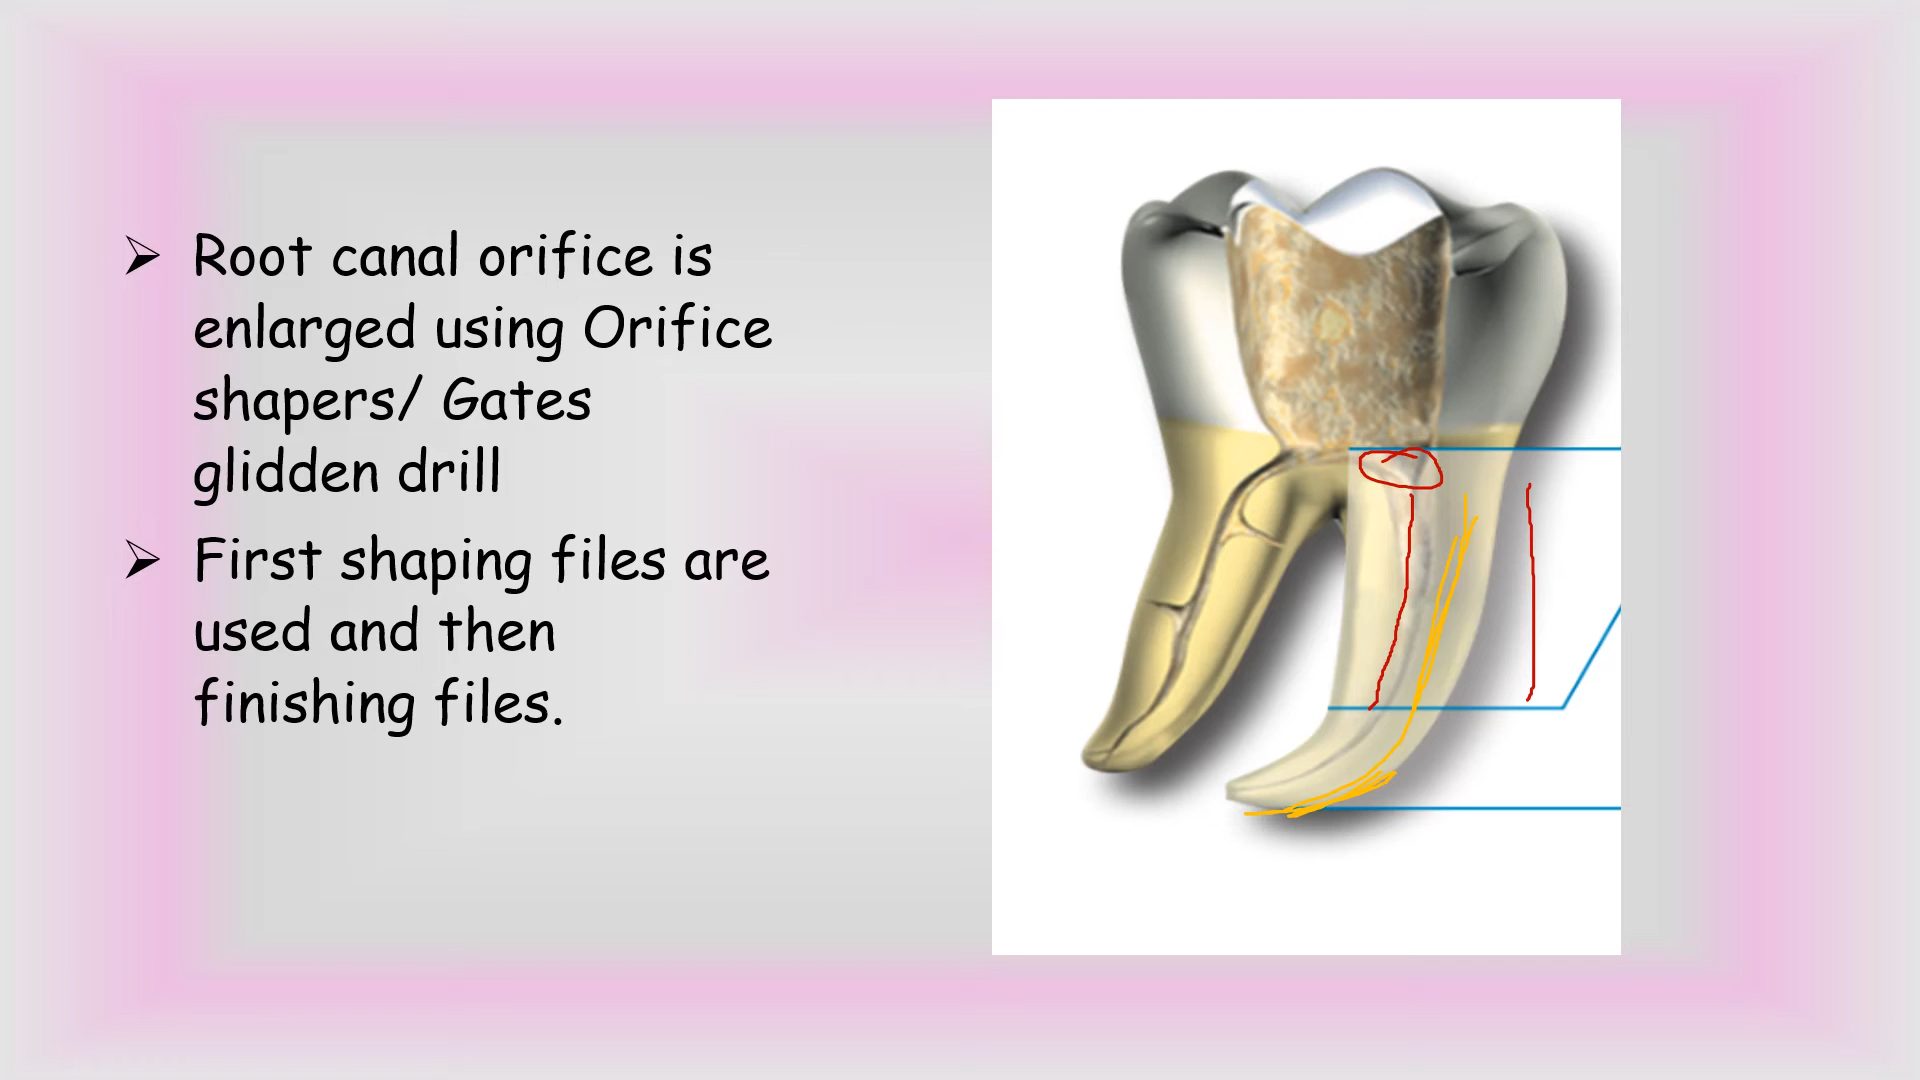 ➢ Root canal orifice is
enlarged using Orifice
shapers/ Gates
glidden drill
➢ First shaping files are
used and then
finishing files.